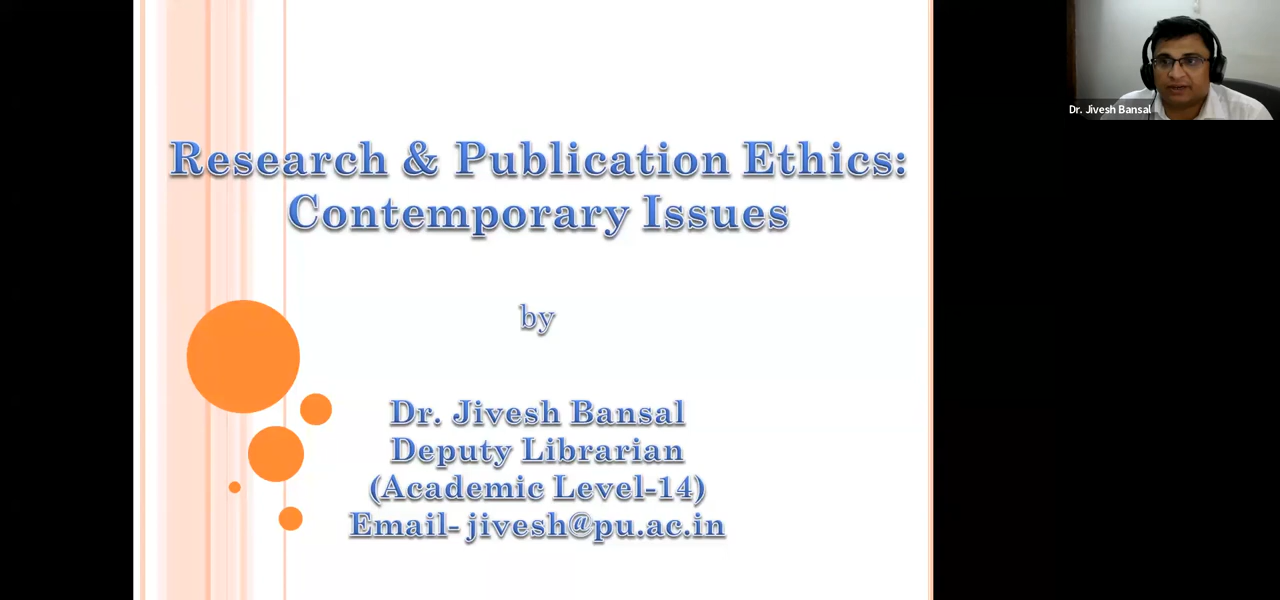 Research & Publication Ethics:
Contemporary Issues
by
Dr. Jivesh Bansal
Deputy Librarian
(Academic Level-14)
Email- jivesh@pu.ac.in
Dr. Jivesh Bansal